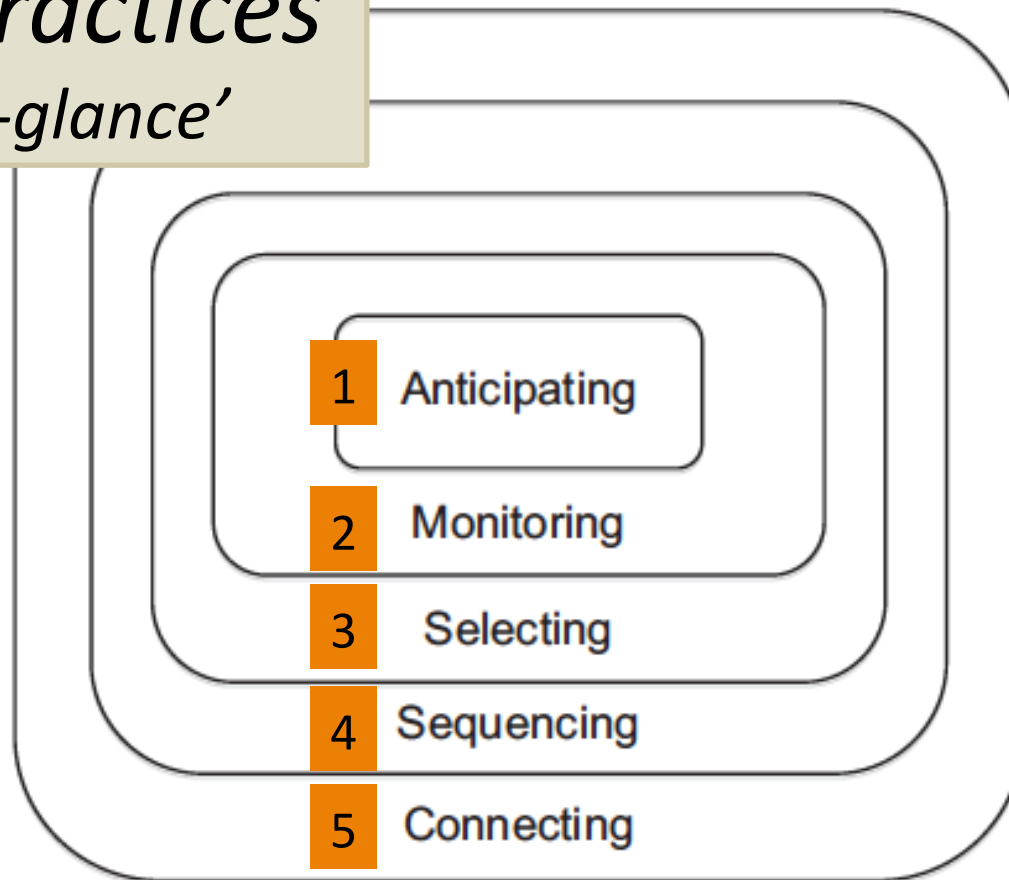 ractices
-glance’
1 Anticipating
2 Monitoring
3 Selecting
4 Sequencing
5 Connecting